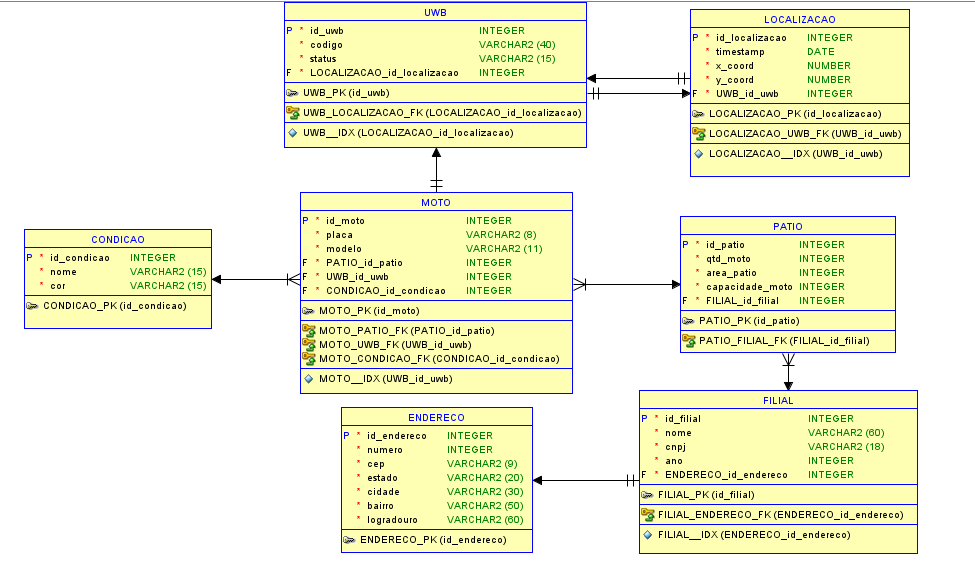 UWB
P * id_uwb INTEGER
* codigo VARCHAR2 (40)
* status VARCHAR2 (15)
F * LOCALIZACAO_id_localizacao INTEGER
UWB_PK (id_uwb)
UWB_LOCALIZACAO_FK (LOCALIZACAO_id_localizacao)
UWB__IDX (LOCALIZACAO_id_localizacao)
LOCALIZACAO
P * id_localizacao INTEGER
* timestamp DATE
* x_coord NUMBER
* y_coord NUMBER
F * UWB_id_uwb INTEGER
LOCALIZACAO_PK (id_localizacao)
LOCALIZACAO_UWB_FK (UWB_id_uwb)
LOCALIZACAO__IDX (UWB_id_uwb)
CONDICAO
P * id_condicao INTEGER
* nome VARCHAR2 (15)
* cor VARCHAR2 (15)
CONDICAO_PK (id_condicao)
MOTO
P * id_moto INTEGER
* placa VARCHAR2 (8)
* modelo VARCHAR2 (11)
F * PATIO_id_patio INTEGER
F * UWB_id_uwb INTEGER
F * CONDICAO_id_condicao INTEGER
MOTO_PK (id_moto)
MOTO_PATIO_FK (PATIO_id_patio)
MOTO_UWB_FK (UWB_id_uwb)
MOTO_CONDICAO_FK (CONDICAO_id_condicao)
MOTO__IDX (UWB_id_uwb)
PATIO
P * id_patio INTEGER
* qtd_moto INTEGER
* area_patio INTEGER
* capacidade_moto INTEGER
F * FILIAL_id_filial INTEGER
PATIO_PK (id_patio)
PATIO_FILIAL_FK (FILIAL_id_filial)
ENDERECO
P * id_endereco INTEGER
* numero INTEGER
* cep VARCHAR2 (9)
* estado VARCHAR2 (20)
* cidade VARCHAR2 (30)
* bairro VARCHAR2 (50)
* logradouro VARCHAR2 (60)
ENDERECO_PK (id_endereco)
FILIAL
P * id_filial INTEGER
* nome VARCHAR2 (60)
* cnpj VARCHAR2 (18)
* ano INTEGER
F * ENDERECO_id_endereco INTEGER
FILIAL_PK (id_filial)
FILIAL_ENDERECO_FK (ENDERECO_id_endereco)
FILIAL__IDX (ENDERECO_id_endereco)